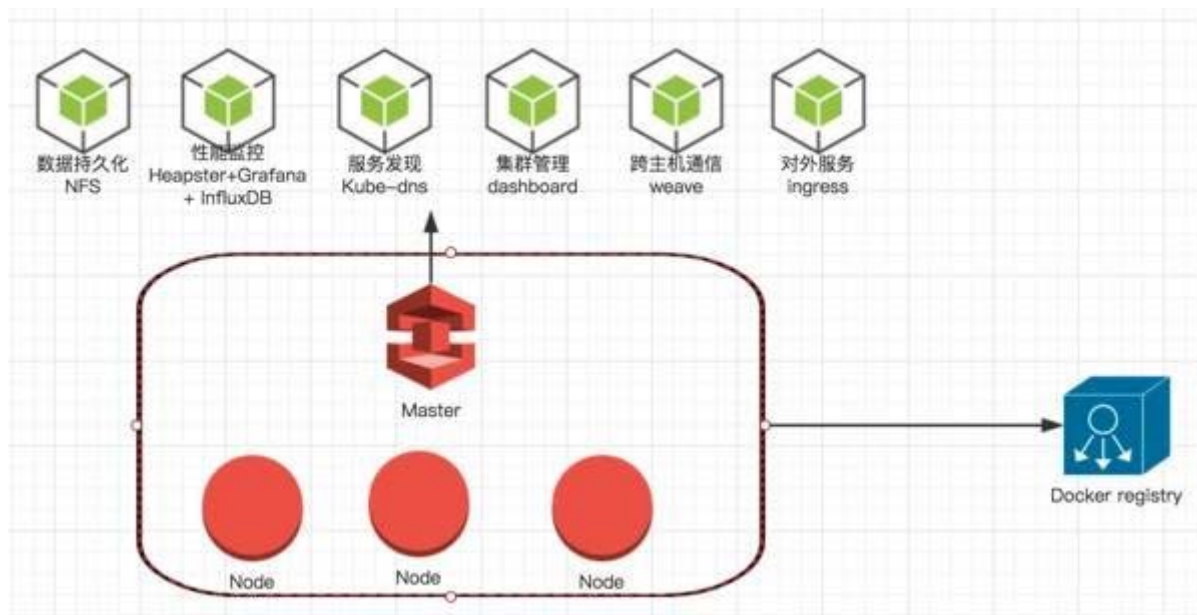 数据持久化
NFS
性能监控
Heapster+Grafana
+ InfluxDB
服务发现
Kube-dns
集群管理
dashboard
跨主机通信
weave
对外服务
ingress
Master
Docker registry
Node
Node
Node